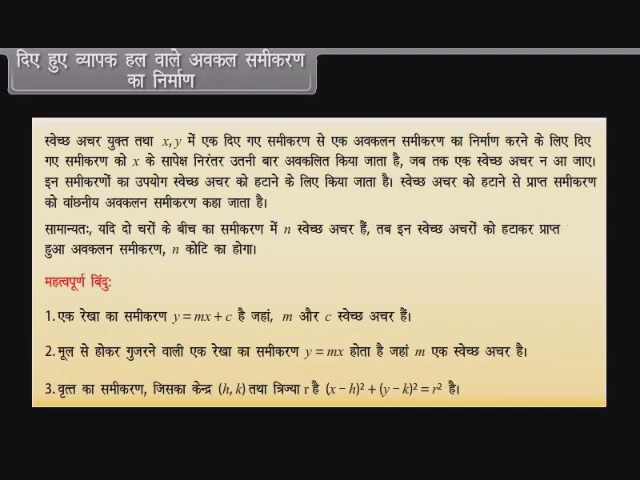 दिए हुए व्यापक हल वाले अवकल समीकरण
का निर्माण
स्वेच्छ अचर युक्त तथा x, y में एक दिए गए समीकरण से एक अवकलन समीकरण का निर्माण करने के लिए दिए
गए समीकरण को x के सापेक्ष निरंतर उतनी बार अवकलित किया जाता है, जब तक एक स्वेच्छ अचर न आ जाए।
इन समीकरणों का उपयोग स्वेच्छ अचर को हटाने के लिए किया जाता है। स्वेच्छ अचर को हटाने से प्राप्त समीकरण
को वांछनीय अवकलन समीकरण कहा जाता है।
सामान्यतः, यदि दो चरों के बीच का समीकरण में n स्वेच्छ अचर हैं, तब इन स्वेच्छ अचरों को हटाकर प्राप्त
हुआ अवकलन समीकरण, n कोटि का होगा।
महत्वपूर्ण बिंदु:
1. एक रेखा का समीकरण y = mx + c है जहां, m और c स्वेच्छ अचर हैं।
2. मूल से होकर गुजरने वाली एक रेखा का समीकरण y = mx होता है जहां m एक स्वेच्छ अचर है।
3. वृत्त का समीकरण, जिसका केन्द्र (h, k) तथा त्रिज्या r है (x – h)² + (y – k)² = r² है।